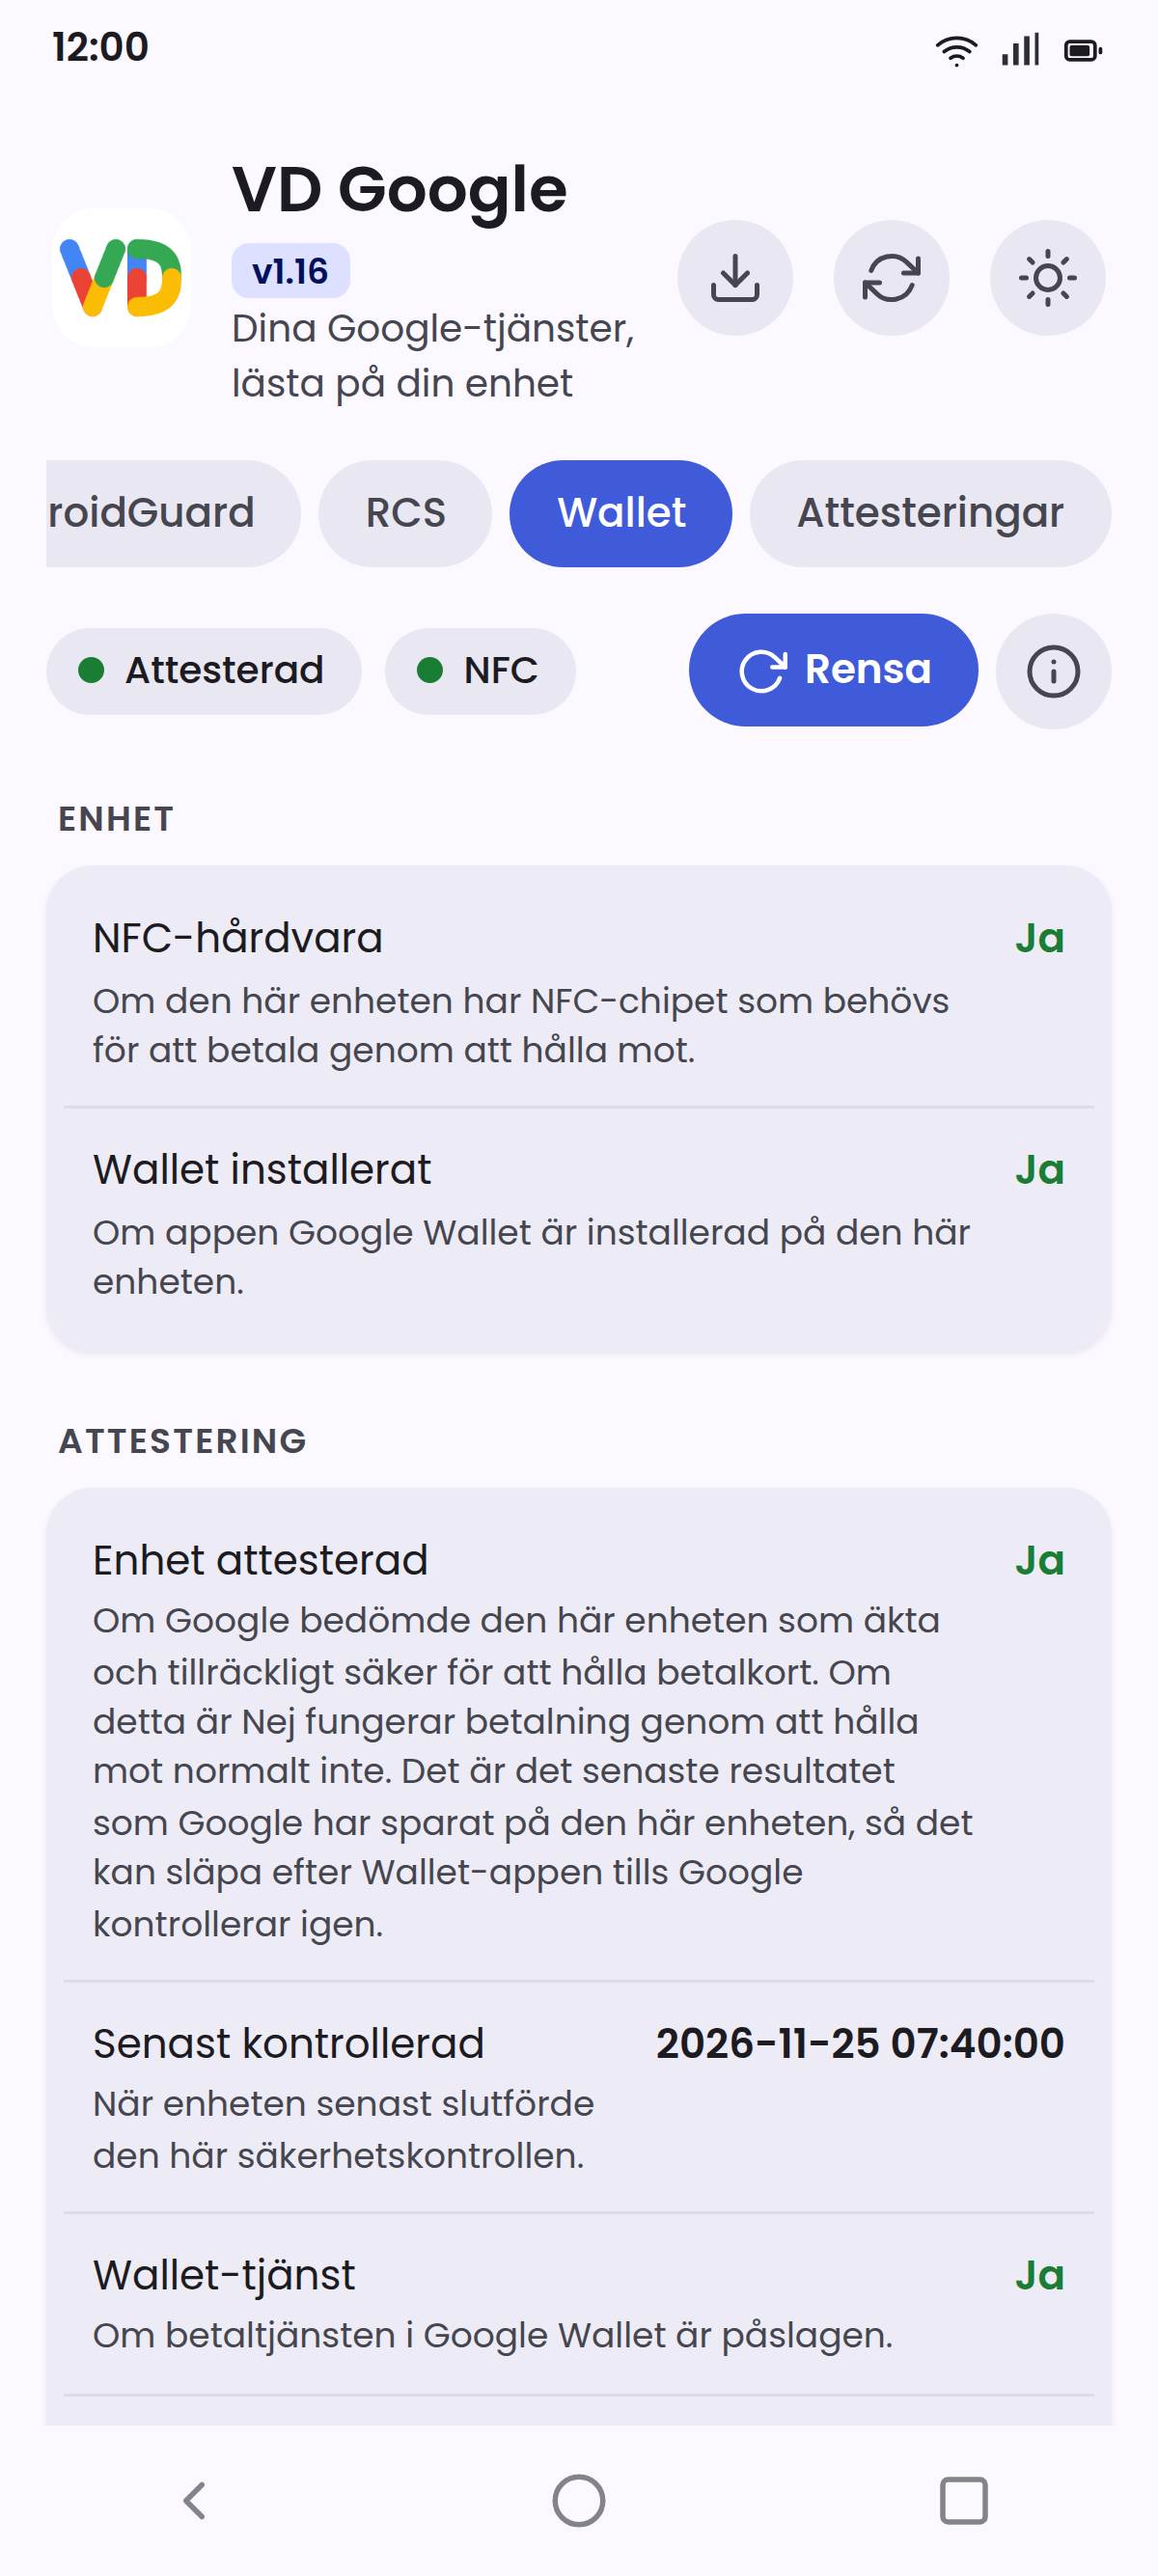 12:00
VD
VD Google
v1.16
Dina Google-tjänster,
lästa på din enhet
roidGuard
RCS
Wallet
Attesteringar
Attesterad
NFC
Rensa
ENHET
NFC-hårdvara
Ja
Om den här enheten har NFC-chipet som behövs
för att betala genom att hålla mot.
Wallet installerat
Ja
Om appen Google Wallet är installerad på den här
enheten.
ATTESTERING
Enhet attesterad
Ja
Om Google bedömde den här enheten som äkta
och tillräckligt säker för att hålla betalkort. Om
detta är Nej fungerar betalning genom att hålla
mot normalt inte. Det är det senaste resultatet
som Google har sparat på den här enheten, så det
kan släpa efter Wallet-appen tills Google
kontrollerar igen.
Senast kontrollerad
2026-11-25 07:40:00
När enheten senast slutförde
den här säkerhetskontrollen.
Wallet-tjänst
Ja
Om betaltjänsten i Google Wallet är påslagen.